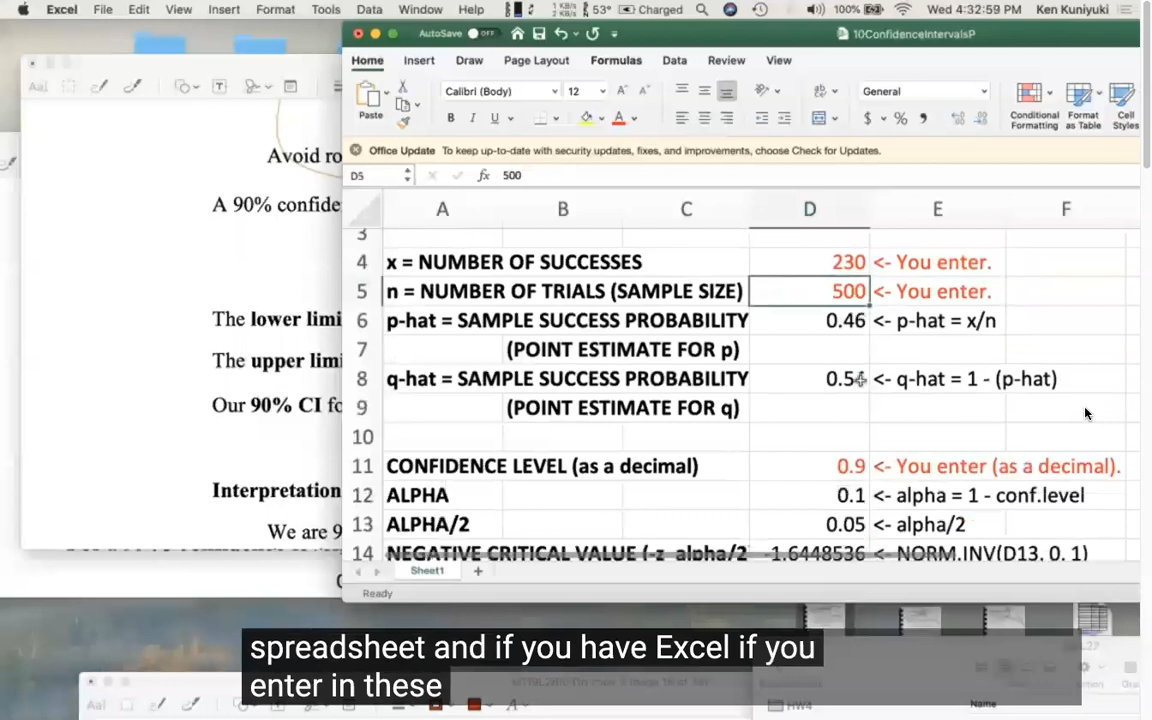 Excel File Edit View Insert Format Tools Data Window Help 53° Charged 100% Wed 4:32:59 PM Ken Kuniyuki
AutoSave OFF 10ConfidenceIntervalsP
Home Insert Draw Page Layout Formulas Data Review View
Paste Calibri (Body) 12 General Conditional Formatting Format as Table Cell Styles
B I U A $ %
Office Update To keep up-to-date with security updates, fixes, and improvements, choose Check for Updates.
D5 fx 500
A B C D E F
3
4 x = NUMBER OF SUCCESSES 230 <- You enter.
5 n = NUMBER OF TRIALS (SAMPLE SIZE) 500 <- You enter.
6 p-hat = SAMPLE SUCCESS PROBABILITY 0.46 <- p-hat = x/n
7 (POINT ESTIMATE FOR p)
8 q-hat = SAMPLE SUCCESS PROBABILITY 0.54 <- q-hat = 1 - (p-hat)
9 (POINT ESTIMATE FOR q)
10
11 CONFIDENCE LEVEL (as a decimal) 0.9 <- You enter (as a decimal).
12 ALPHA 0.1 <- alpha = 1 - conf.level
13 ALPHA/2 0.05 <- alpha/2
14 NEGATIVE CRITICAL VALUE (-z_alpha/2 -1.6448536 <- NORM.INV(D13, 0, 1)
Sheet1 +
Ready
Aa
Avoid ro
A 90% confide
The lower limi
The upper limi
Our 90% CI fo
Interpretation
We are 9
spreadsheet and if you have Excel if you
enter in these
Aa
HW4
Name